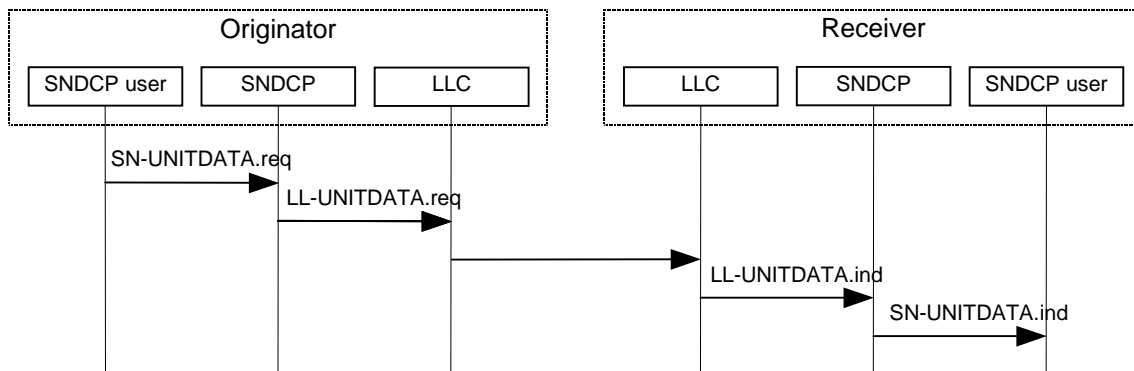 Originator
Receiver
SNDCP user
SNDCP
LLC
LLC
SNDCP
SNDCP user
SN-UNITDATA.req
LL-UNITDATA.req
LL-UNITDATA.ind
SN-UNITDATA.ind